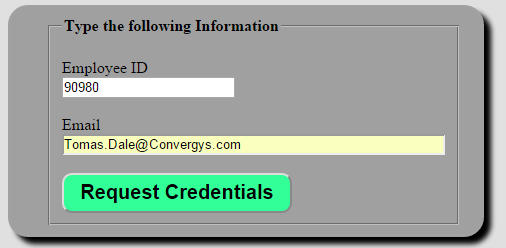 Type the following Information
Employee ID
90980
Email
Tomas.Dale@Convergys.com
Request Credentials